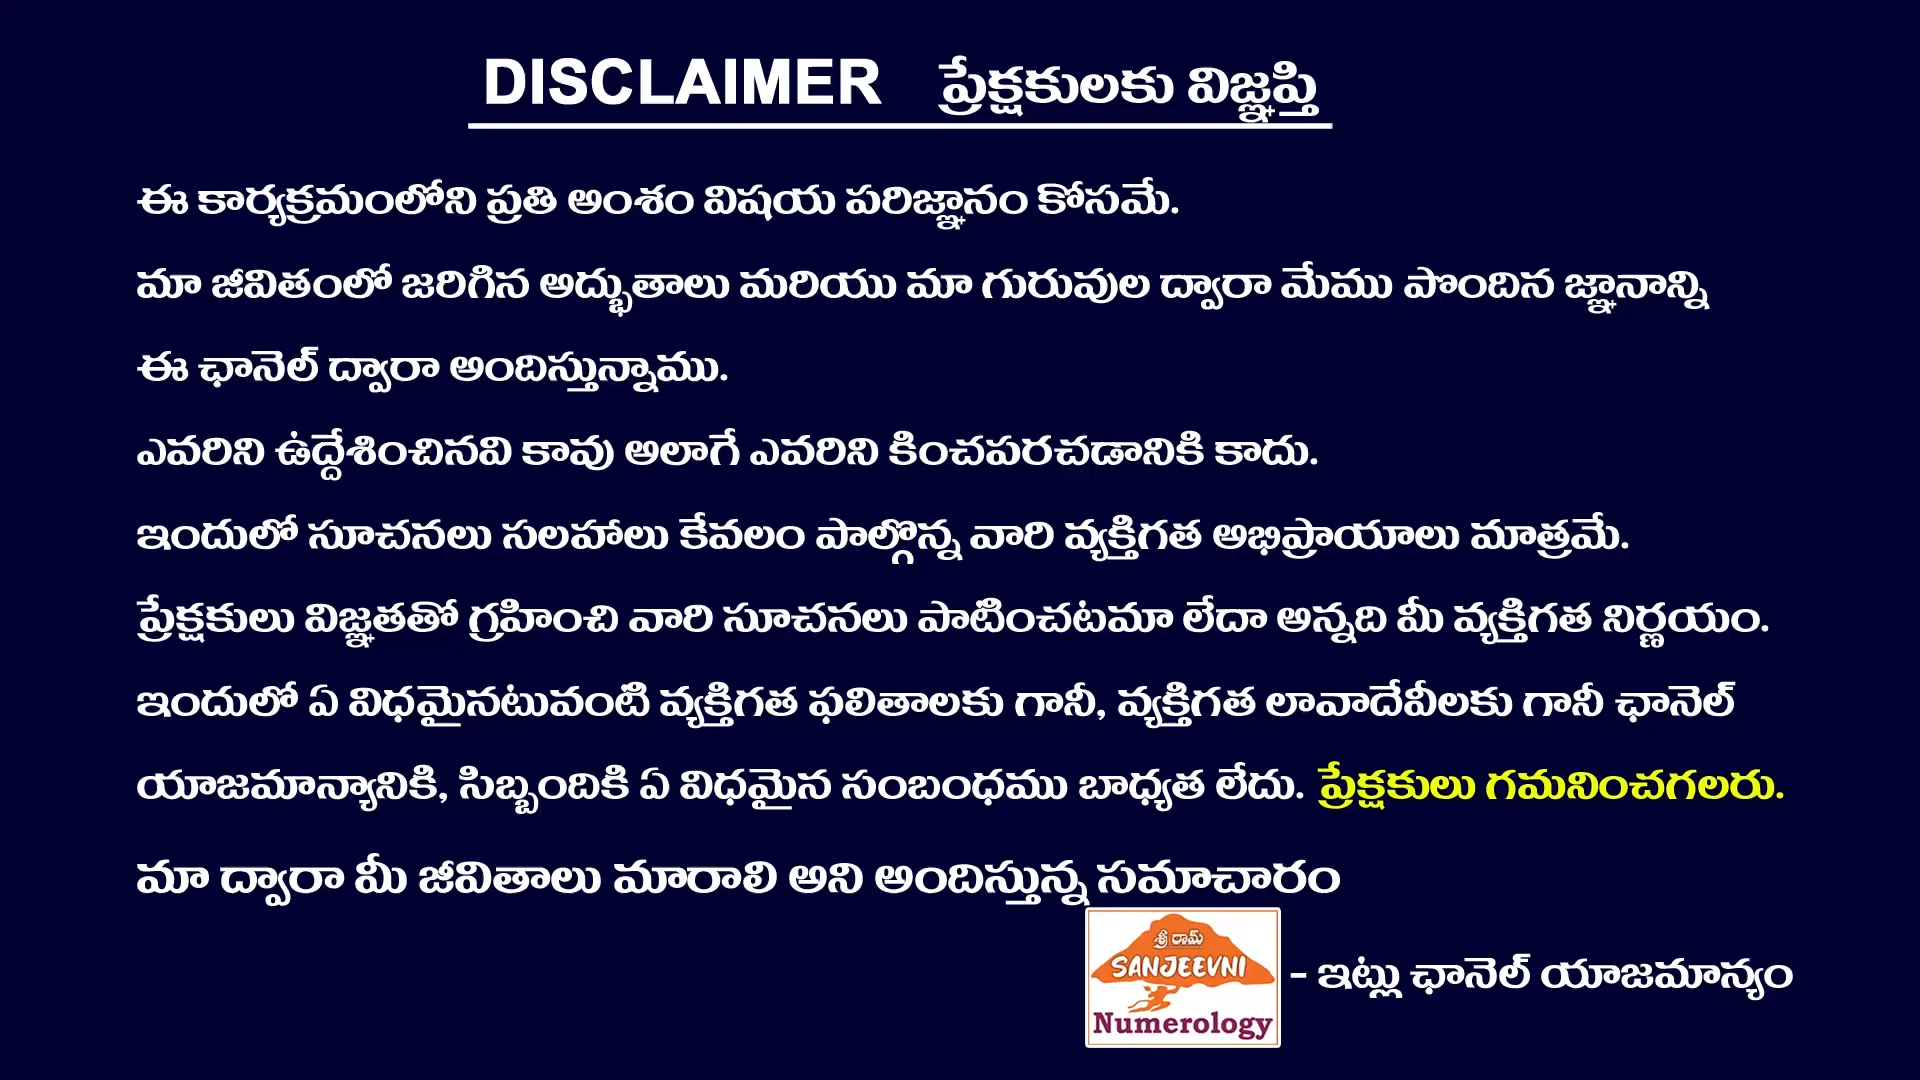 DISCLAIMER ప్రేక్షకులకు విజ్ఞప్తి
ఈ కార్యక్రమంలోని ప్రతి అంశం విషయ పరిజ్ఞానం కోసమే.
మా జీవితంలో జరిగిన అద్భుతాలు మరియు మా గురువుల ద్వారా మేము పొందిన జ్ఞానాన్ని
ఈ ఛానెల్ ద్వారా అందిస్తున్నాము.
ఎవరిని ఉద్దేశించినవి కావు అలాగే ఎవరిని కించపరచడానికి కాదు.
ఇందులో సూచనలు సలహాలు కేవలం పాల్గొన్న వారి వ్యక్తిగత అభిప్రాయాలు మాత్రమే.
ప్రేక్షకులు విజ్ఞతతో గ్రహించి వారి సూచనలు పాటించటమా లేదా అన్నది మీ వ్యక్తిగత నిర్ణయం.
ఇందులో ఏ విధమైనటువంటి వ్యక్తిగత ఫలితాలకు గానీ, వ్యక్తిగత లావాదేవీలకు గానీ ఛానెల్
యాజమాన్యానికి, సిబ్బందికి ఏ విధమైన సంబంధము బాధ్యత లేదు. ప్రేక్షకులు గమనించగలరు.
మా ద్వారా మీ జీవితాలు మారాలి అని అందిస్తున్న సమాచారం
శ్రీ రామ్
SANJEEVNI
Numerology
- ఇట్లు ఛానెల్ యాజమాన్యం